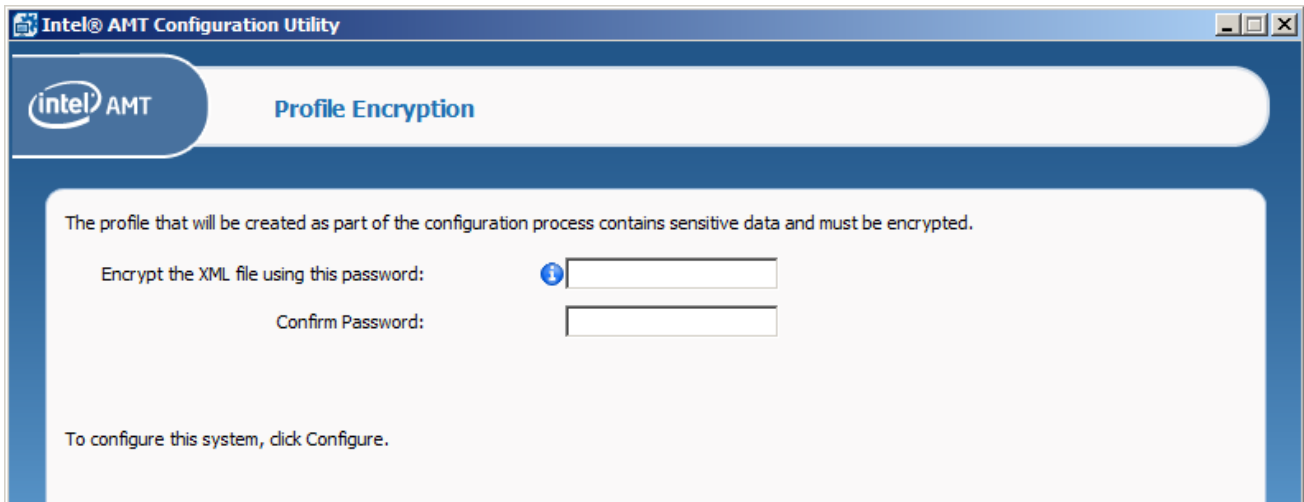 Intel® AMT Configuration Utility
intel AMT
Profile Encryption
The profile that will be created as part of the configuration process contains sensitive data and must be encrypted.
Encrypt the XML file using this password:
Confirm Password:
To configure this system, click Configure.